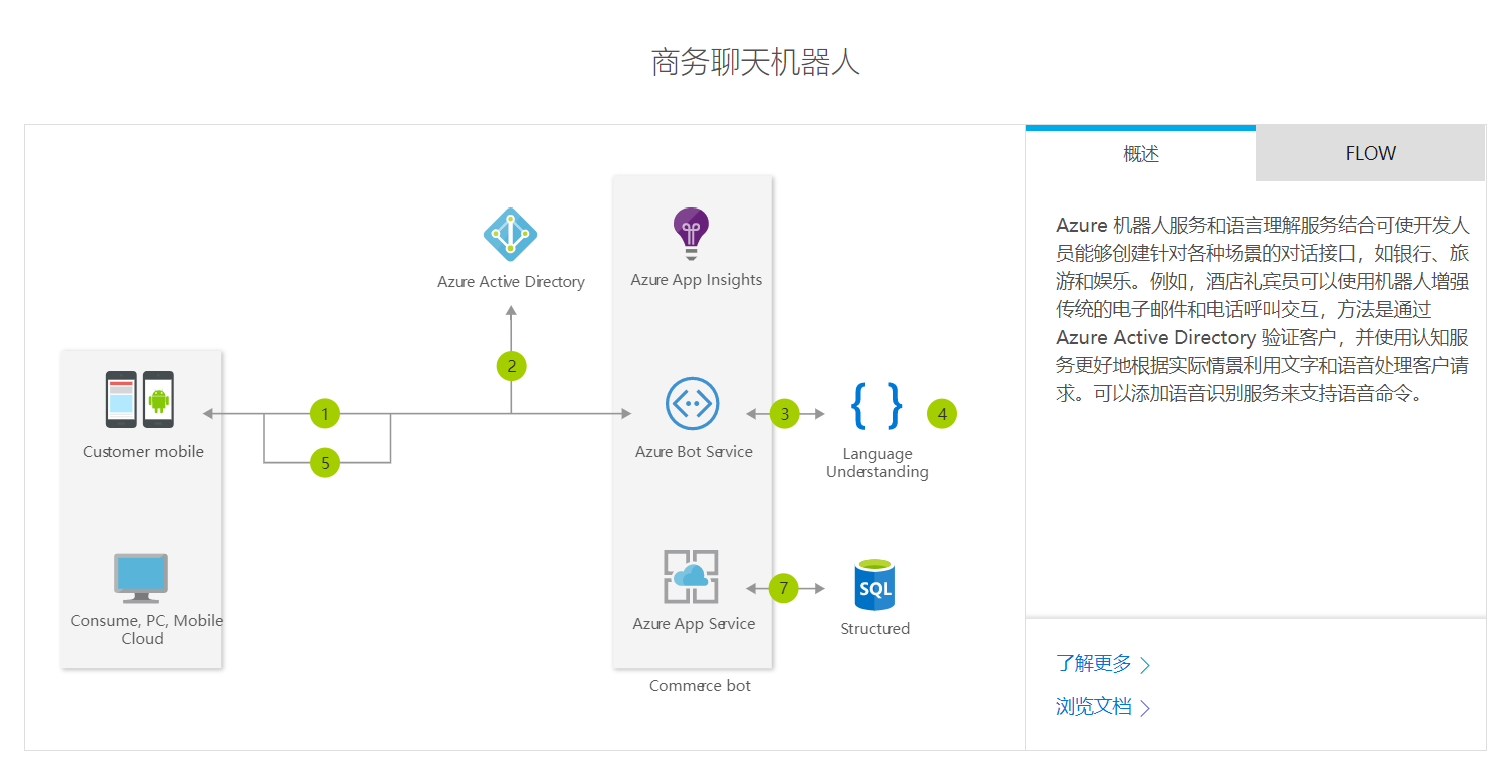 商务聊天机器人
Azure Active Directory
Azure App Insights
2
Customer mobile
1
5
Azure Bot Service
3
Language
Understanding
4
Consume, PC, Mobile
Cloud
Azure App Service
7
SQL
Structured
Commerce bot
概述
FLOW
Azure 机器人服务和语言理解服务结合可使开发人
员能够创建针对各种场景的对话接口，如银行、旅
游和娱乐。例如，酒店礼宾员可以使用机器人增强
传统的电子邮件和电话呼叫交互，方法是通过
Azure Active Directory 验证客户，并使用认知服
务更好地根据实际情景利用文字和语音处理客户请
求。可以添加语音识别服务来支持语音命令。
了解更多
浏览文档